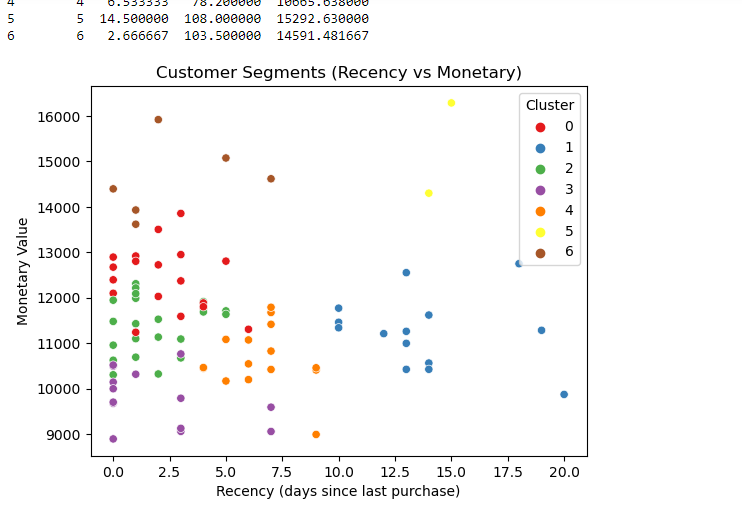 4 4 6.533333 78.200000 10665.638000
5 5 14.500000 108.000000 15292.630000
6 6 2.666667 103.500000 14591.481667
Customer Segments (Recency vs Monetary)
Cluster
0
1
2
3
4
5
6
16000
15000
14000
13000
12000
11000
10000
9000
Monetary Value
0.0 2.5 5.0 7.5 10.0 12.5 15.0 17.5 20.0
Recency (days since last purchase)